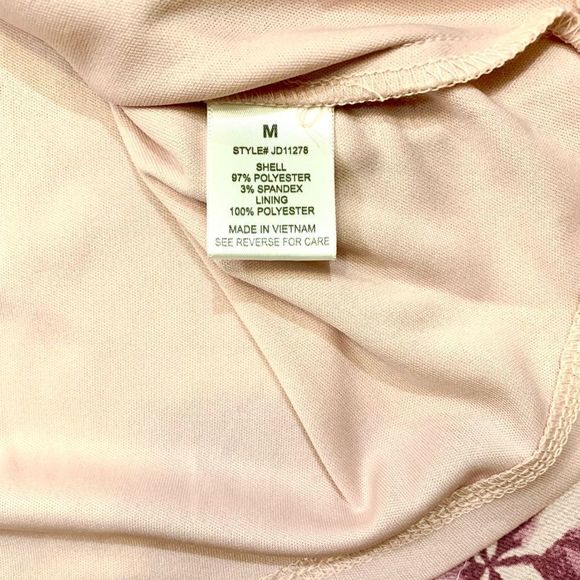 M
STYLE# JD11278
SHELL
97% POLYESTER
3% SPANDEX
LINING
100% POLYESTER
MADE IN VIETNAM
SEE REVERSE FOR CARE